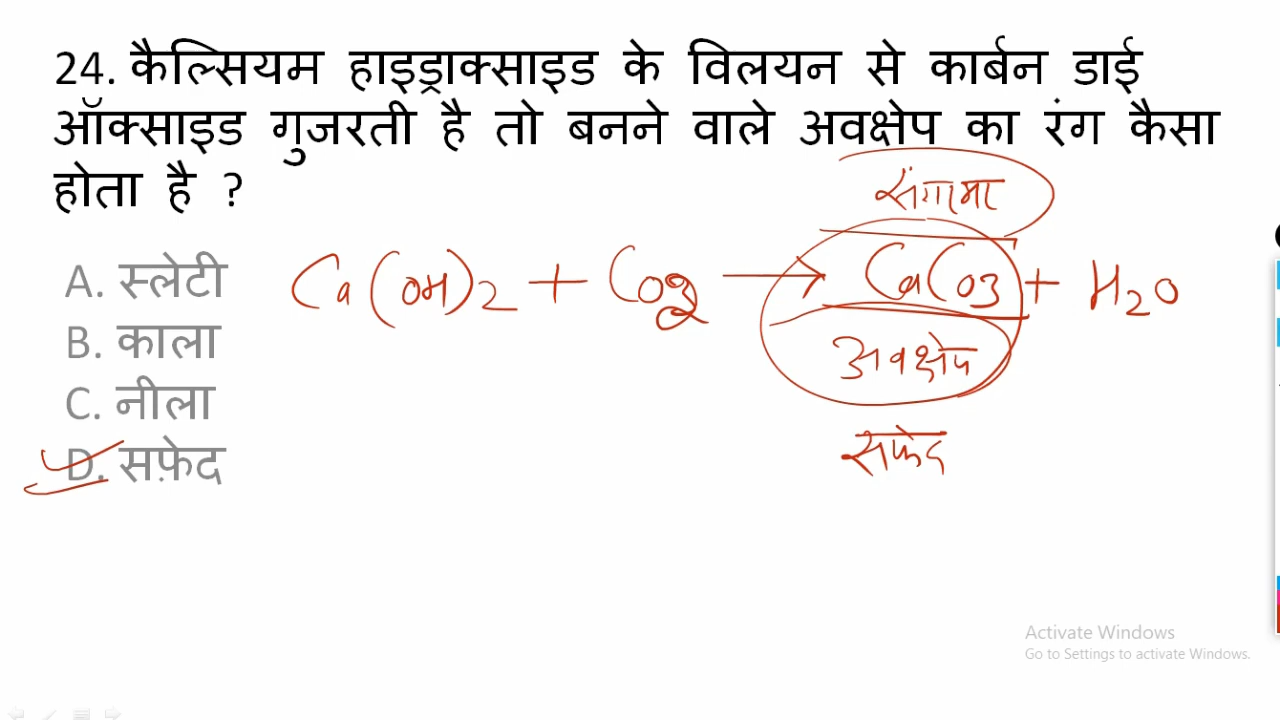 24. कैल्सियम हाइड्राक्साइड के विलयन से कार्बन डाई
ऑक्साइड गुजरती है तो बनने वाले अवक्षेप का रंग कैसा
होता है ?
संगामा
A. स्लेटी
Ca(OH)2 + CO2 → CaCO3 + H2O
B. काला
अवक्षेप
C. नीला
D. सफ़ेद
सफेद
Activate Windows
Go to Settings to activate Windows.